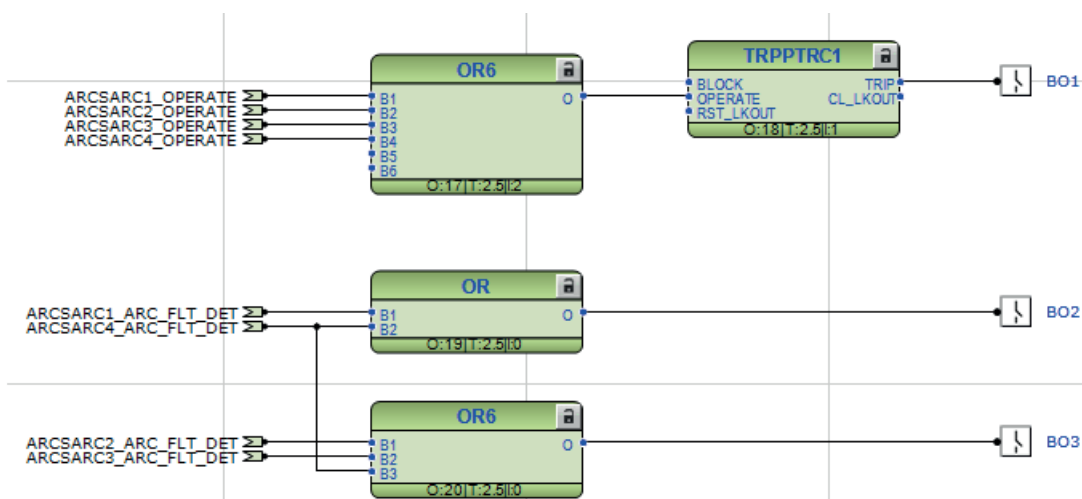 OR6
TRPPTRC1
ARCSARC1_OPERATE
ARCSARC2_OPERATE
ARCSARC3_OPERATE
ARCSARC4_OPERATE
B1
B2
B3
B4
B5
B6
O
O:17|T:2.5|I:2
BLOCK
OPERATE
RST_LKOUT
TRIP
CL_LKOUT
O:18|T:2.5|I:1
BO1
OR
ARCSARC1_ARC_FLT_DET
ARCSARC4_ARC_FLT_DET
B1
B2
O
O:19|T:2.5|I:0
BO2
OR6
ARCSARC2_ARC_FLT_DET
ARCSARC3_ARC_FLT_DET
B1
B2
B3
O
O:20|T:2.5|I:0
BO3